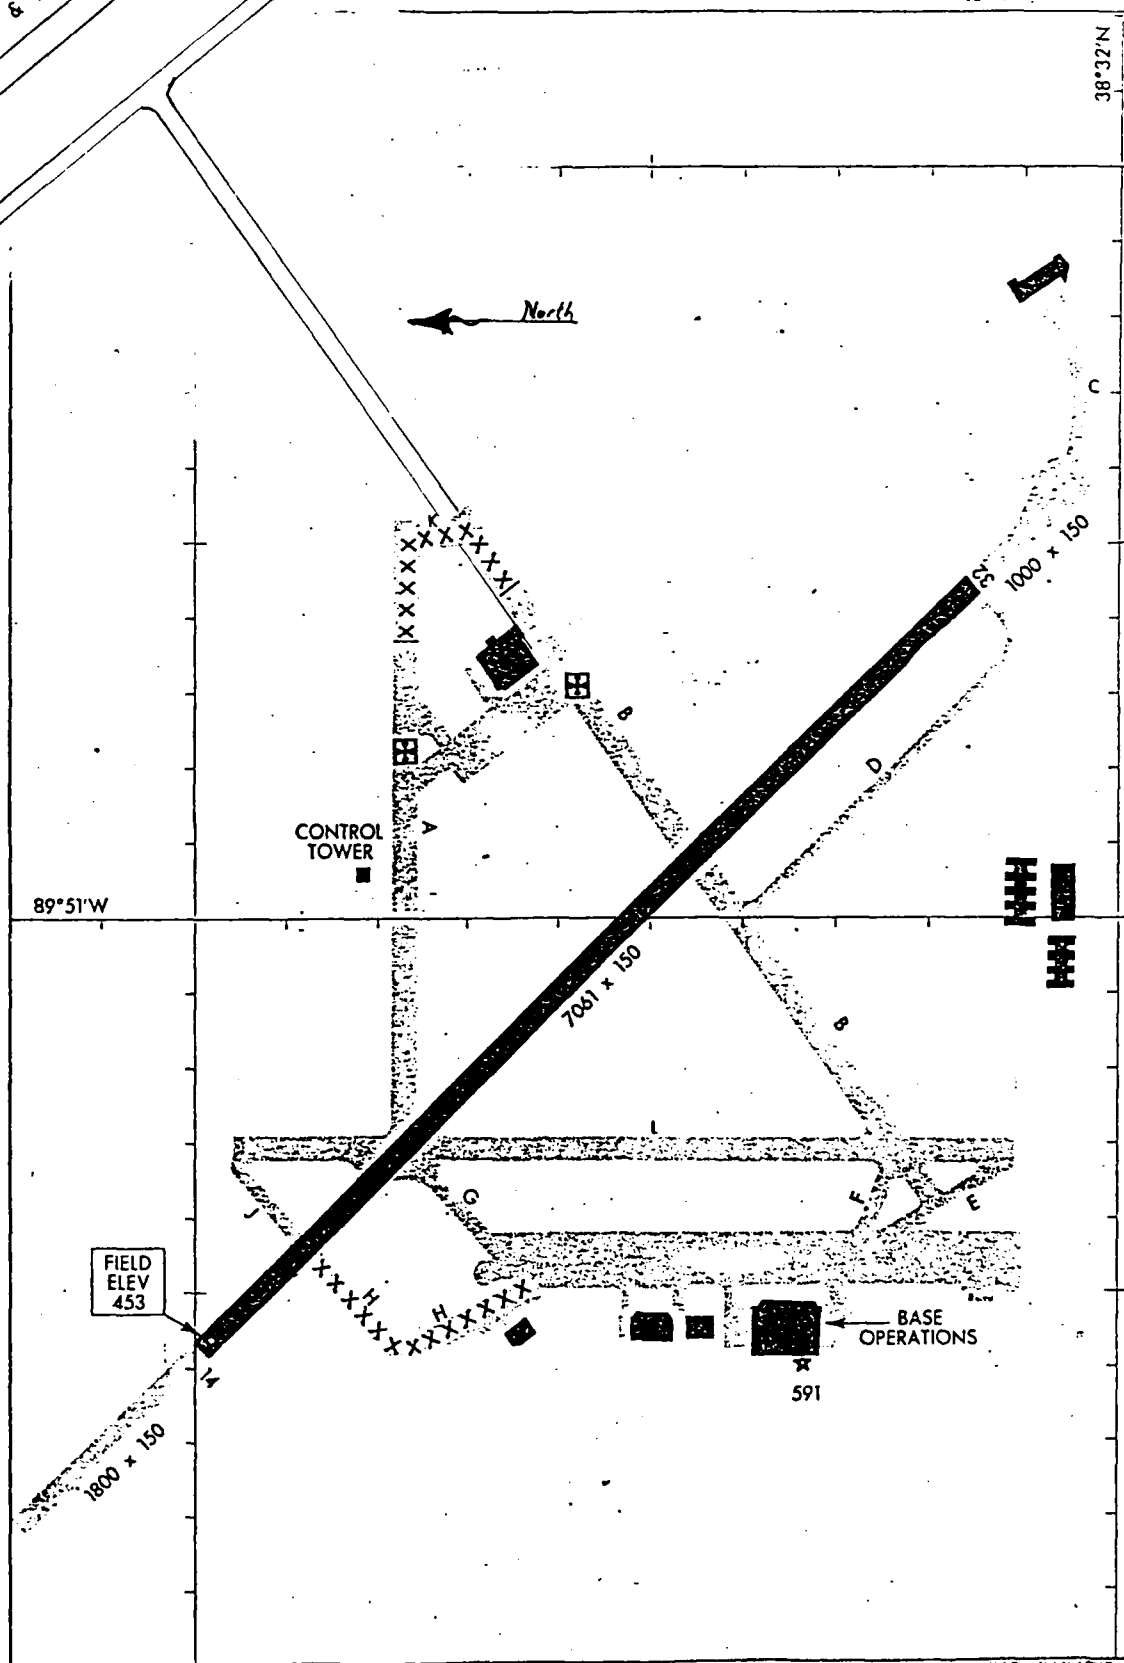 &
38°32'N
North
C
K
1000 x 150
32
B
D
CONTROL
TOWER
A
89°51'W
7061 x 150
B
I
G
J
F
E
FIELD
ELEV
453
H
H
BASE
OPERATIONS
14
591
1800 x 150